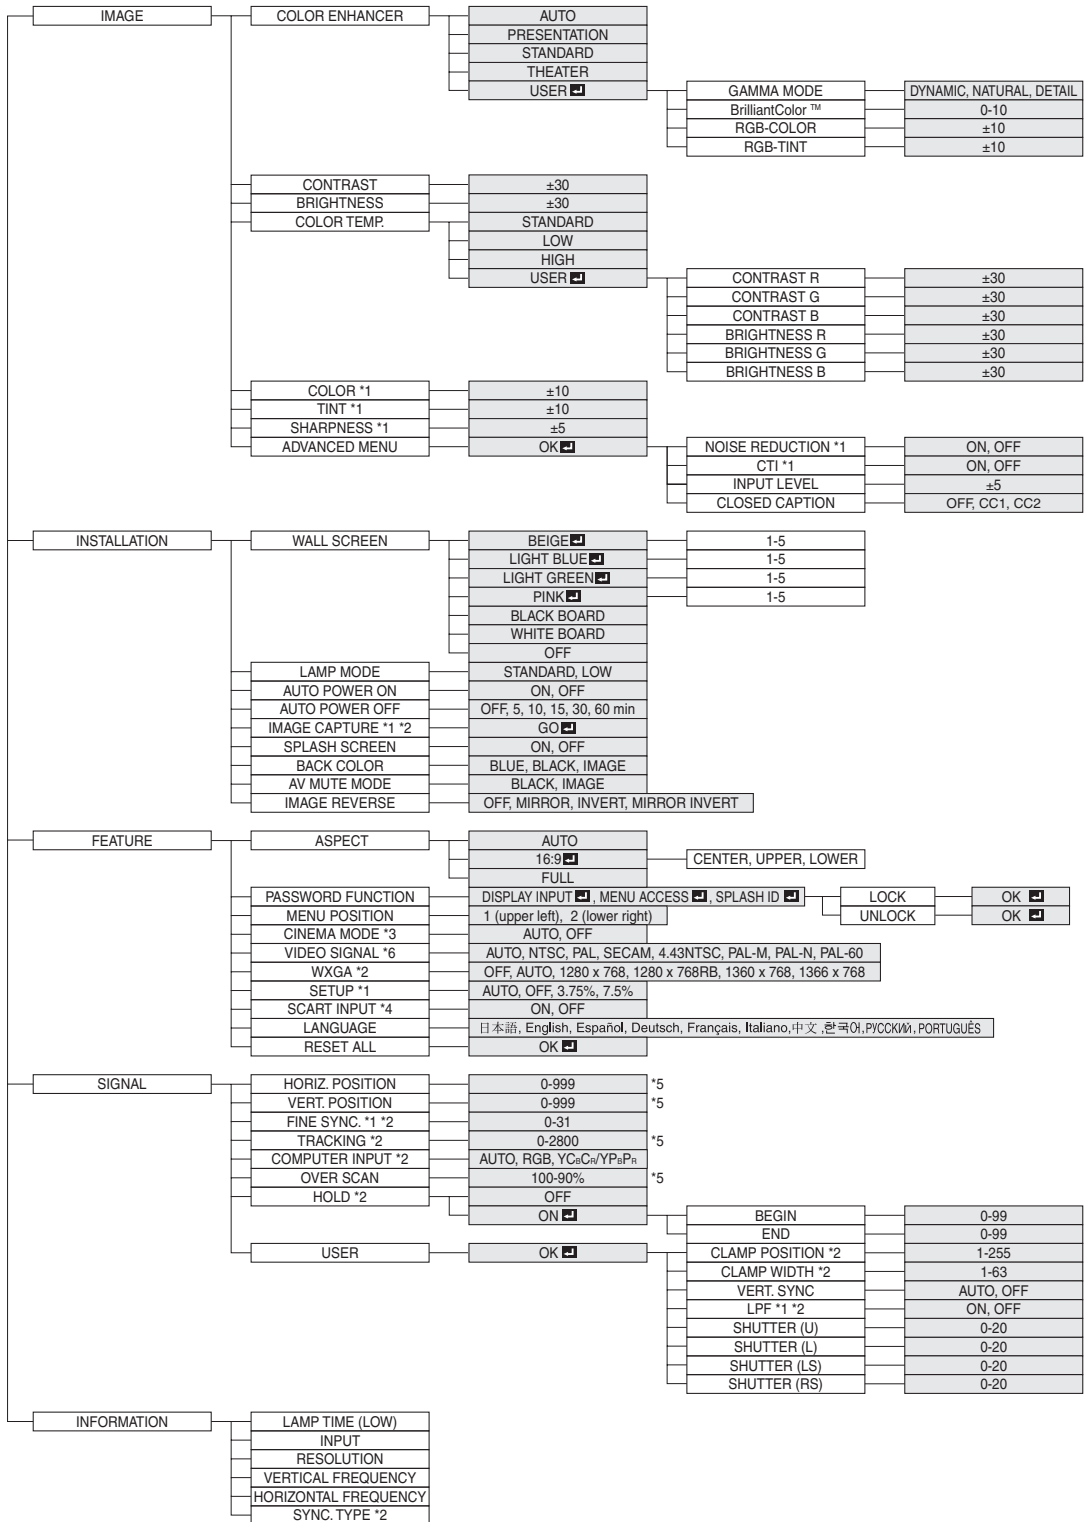 IMAGE COLOR ENHANCER AUTO
PRESENTATION
STANDARD
THEATER
USER GAMMA MODE DYNAMIC, NATURAL, DETAIL
BrilliantColor ™ 0-10
RGB-COLOR ±10
RGB-TINT ±10
CONTRAST ±30
BRIGHTNESS ±30
COLOR TEMP. STANDARD
LOW
HIGH
USER CONTRAST R ±30
CONTRAST G ±30
CONTRAST B ±30
BRIGHTNESS R ±30
BRIGHTNESS G ±30
BRIGHTNESS B ±30
COLOR *1 ±10
TINT *1 ±10
SHARPNESS *1 ±5
ADVANCED MENU OK NOISE REDUCTION *1 ON, OFF
CTI *1 ON, OFF
INPUT LEVEL ±5
CLOSED CAPTION OFF, CC1, CC2
INSTALLATION WALL SCREEN BEIGE 1-5
LIGHT BLUE 1-5
LIGHT GREEN 1-5
PINK 1-5
BLACK BOARD
WHITE BOARD
OFF
LAMP MODE STANDARD, LOW
AUTO POWER ON ON, OFF
AUTO POWER OFF OFF, 5, 10, 15, 30, 60 min
IMAGE CAPTURE *1 *2 GO
SPLASH SCREEN ON, OFF
BACK COLOR BLUE, BLACK, IMAGE
AV MUTE MODE BLACK, IMAGE
IMAGE REVERSE OFF, MIRROR, INVERT, MIRROR INVERT
FEATURE ASPECT AUTO
16:9 CENTER, UPPER, LOWER
FULL
PASSWORD FUNCTION DISPLAY INPUT , MENU ACCESS , SPLASH ID LOCK OK
UNLOCK OK
MENU POSITION 1 (upper left), 2 (lower right)
CINEMA MODE *3 AUTO, OFF
VIDEO SIGNAL *6 AUTO, NTSC, PAL, SECAM, 4.43NTSC, PAL-M, PAL-N, PAL-60
WXGA *2 OFF, AUTO, 1280 x 768, 1280 x 768RB, 1360 x 768, 1366 x 768
SETUP *1 AUTO, OFF, 3.75%, 7.5%
SCART INPUT *4 ON, OFF
LANGUAGE 日本語, English, Español, Deutsch, Français, Italiano,中文 ,한국어,РУССКИЙ, PORTUGUÊS
RESET ALL OK
SIGNAL HORIZ. POSITION 0-999 *5
VERT. POSITION 0-999 *5
FINE SYNC. *1 *2 0-31
TRACKING *2 0-2800 *5
COMPUTER INPUT *2 AUTO, RGB, YCBCR/YPBPR
OVER SCAN 100-90% *5
HOLD *2 OFF
ON BEGIN 0-99
END 0-99
USER OK CLAMP POSITION *2 1-255
CLAMP WIDTH *2 1-63
VERT. SYNC AUTO, OFF
LPF *1 *2 ON, OFF
SHUTTER (U) 0-20
SHUTTER (L) 0-20
SHUTTER (LS) 0-20
SHUTTER (RS) 0-20
INFORMATION LAMP TIME (LOW)
INPUT
RESOLUTION
VERTICAL FREQUENCY
HORIZONTAL FREQUENCY
SYNC. TYPE *2